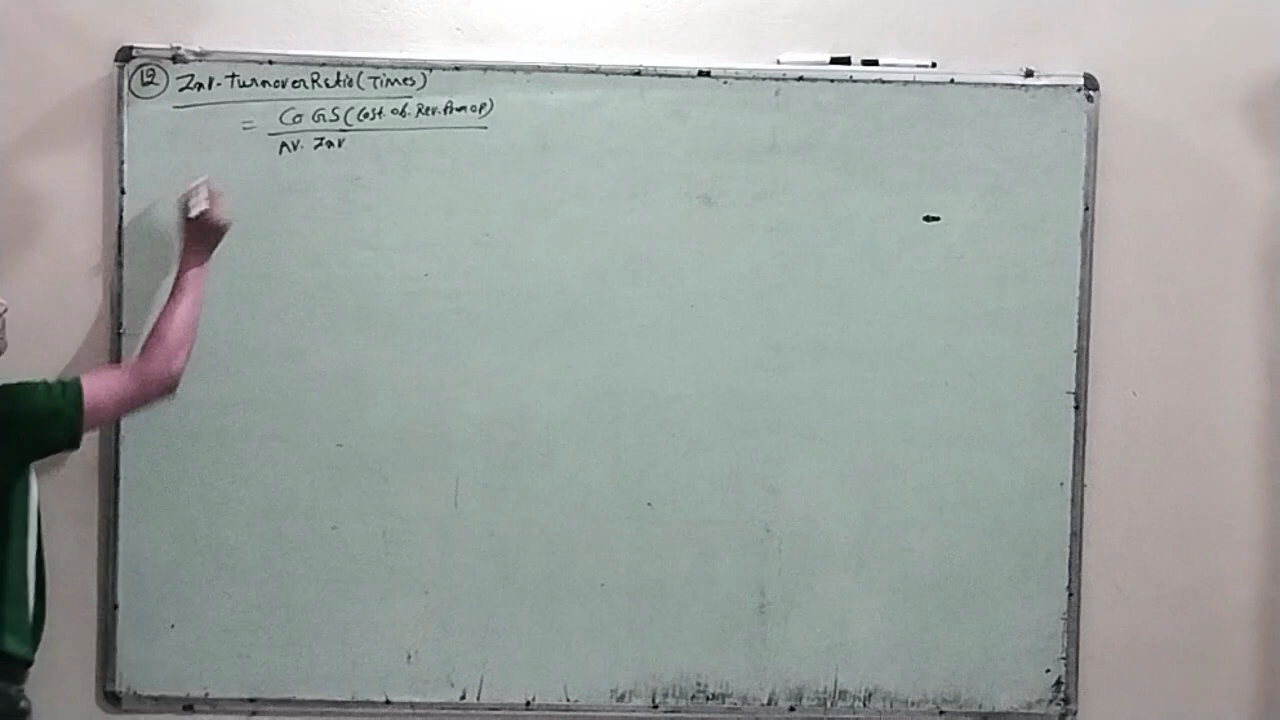 12 Inv. Turnover Ratio (Times)
= COGS (Cost. of. Rev. from op)
Av. Inv